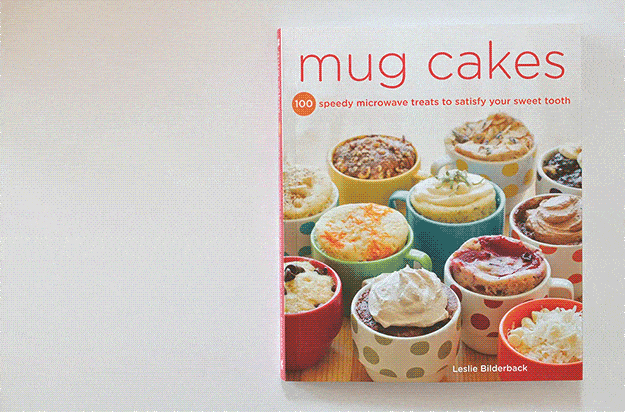 mug cakes
100 speedy microwave treats to satisfy your sweet tooth
Leslie Bilderback